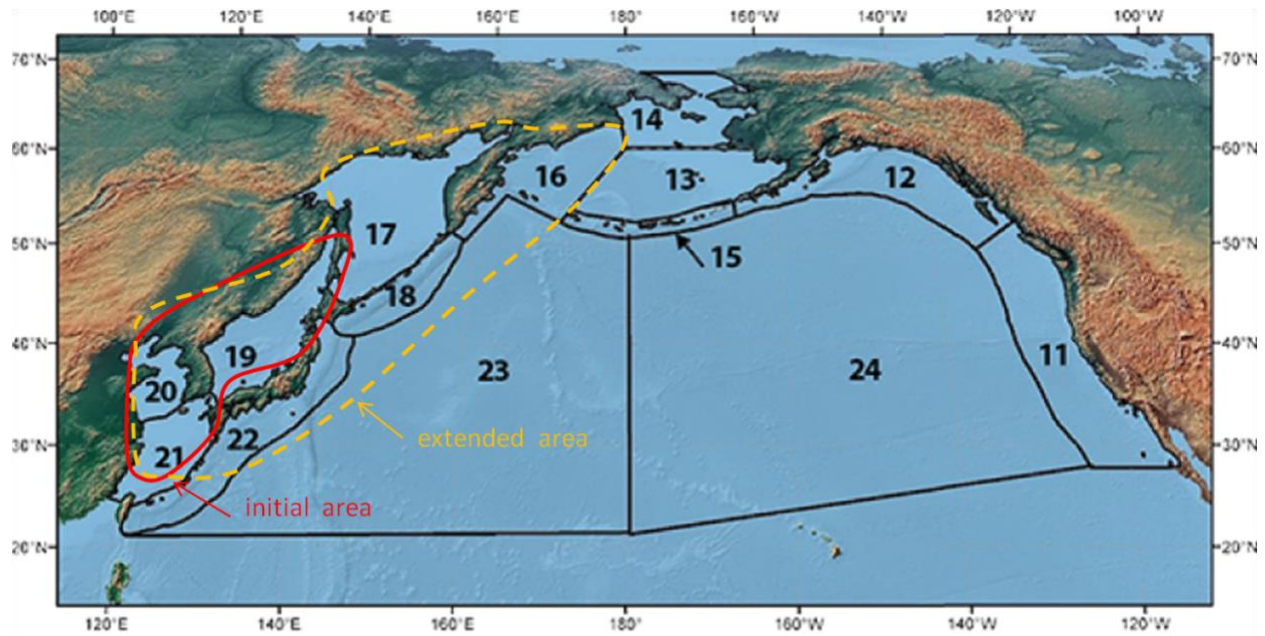 100°E 120°E 140°E 160°E 180° 160°W 140°W 120°W 100°W
70°N 70°N
14
60°N 60°N
16 13 12
17
50°N 50°N
15
18
40°N 40°N
19 11
20 23 24
22 extended area
30°N 30°N
21
initial area
20°N 20°N
120°E 140°E 160°E 180° 160°W 140°W 120°W